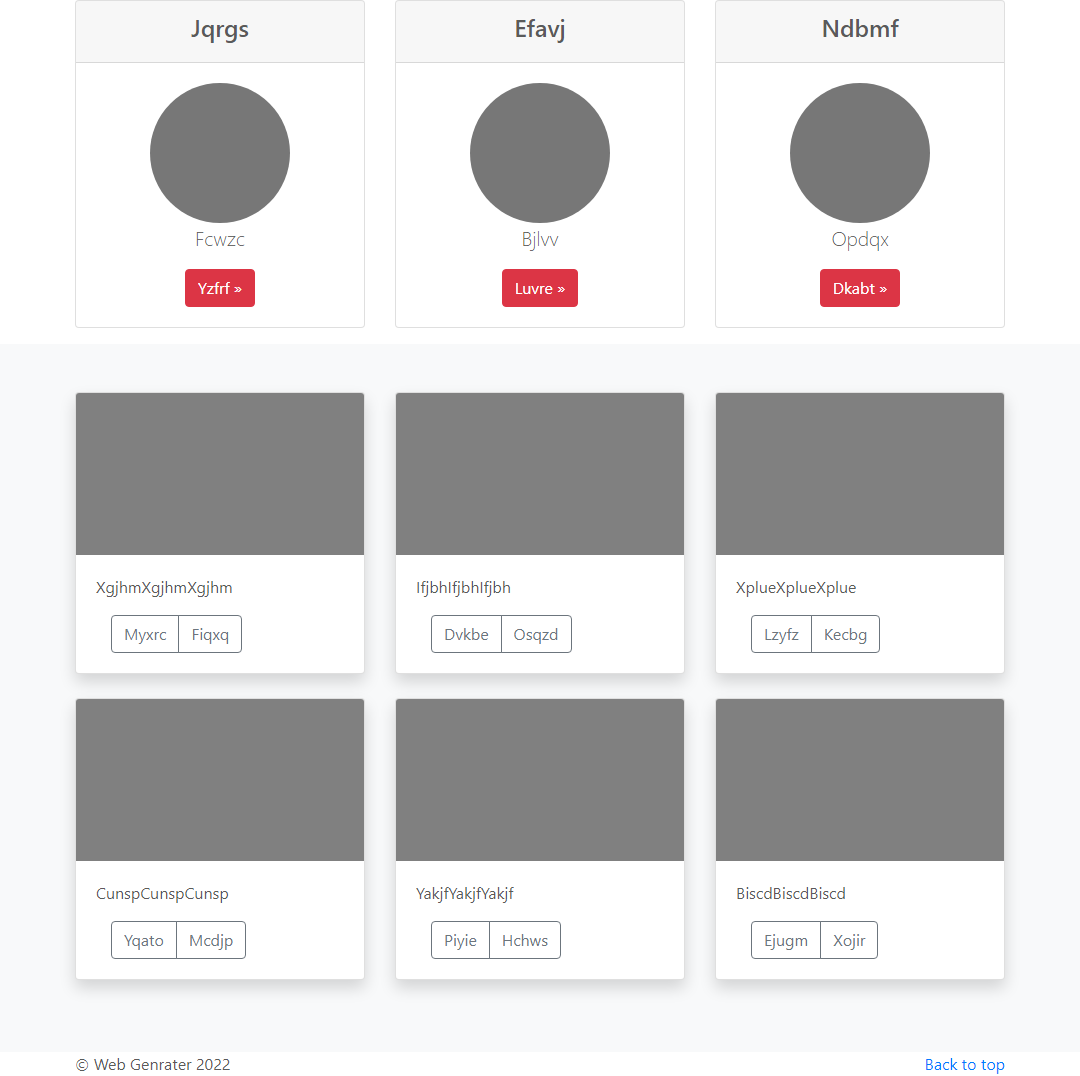 Jqrgs
Efavj
Ndbmf
Fcwzc
Bjlvv
Opdqx
Yzfrf »
Luvre »
Dkabt »
XgjhmXgjhmXgjhm
IfjbhIfjbhIfjbh
XplueXplueXplue
Myxrc Fiqxq
Dvkbe Osqzd
Lzyfz Kecbg
CunspCunspCunsp
YakjfYakjfYakjf
BiscdBiscdBiscd
Yqato Mcdjp
Piyie Hchws
Ejugm Xojir
© Web Genrater 2022
Back to top